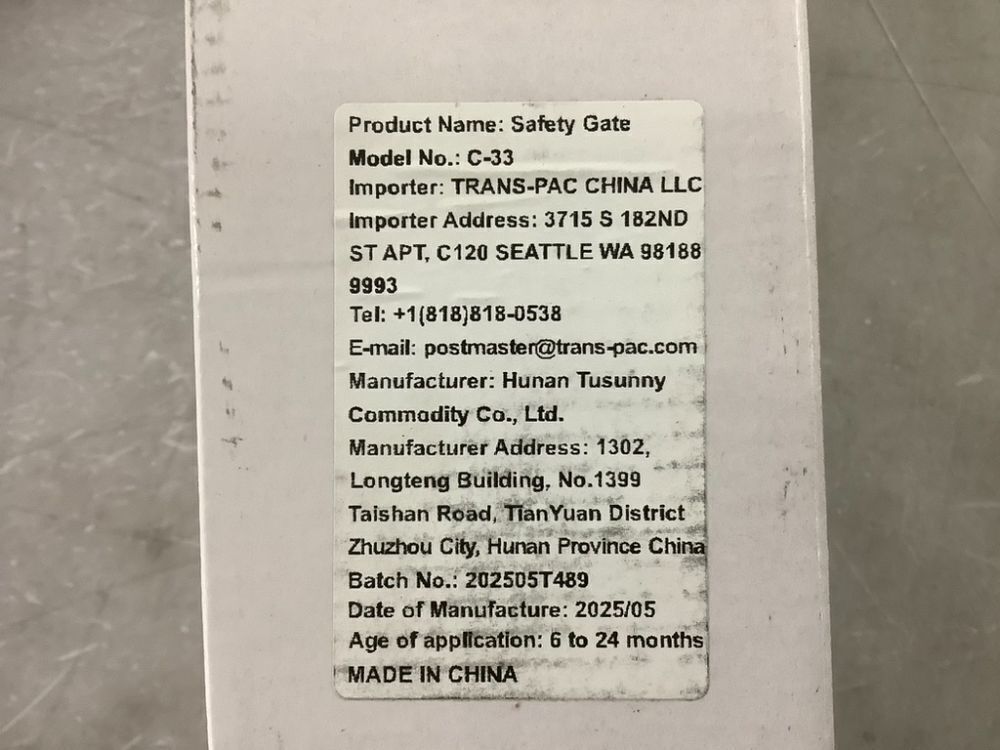 Product Name: Safety Gate
Model No.: C-33
Importer: TRANS-PAC CHINA LLC
Importer Address: 3715 S 182ND
ST APT, C120 SEATTLE WA 98188
9993
Tel: +1(818)818-0538
E-mail: postmaster@trans-pac.com
Manufacturer: Hunan Tusunny
Commodity Co., Ltd.
Manufacturer Address: 1302,
Longteng Building, No.1399
Taishan Road, TianYuan District
Zhuzhou City, Hunan Province China
Batch No.: 202505T489
Date of Manufacture: 2025/05
Age of application: 6 to 24 months
MADE IN CHINA